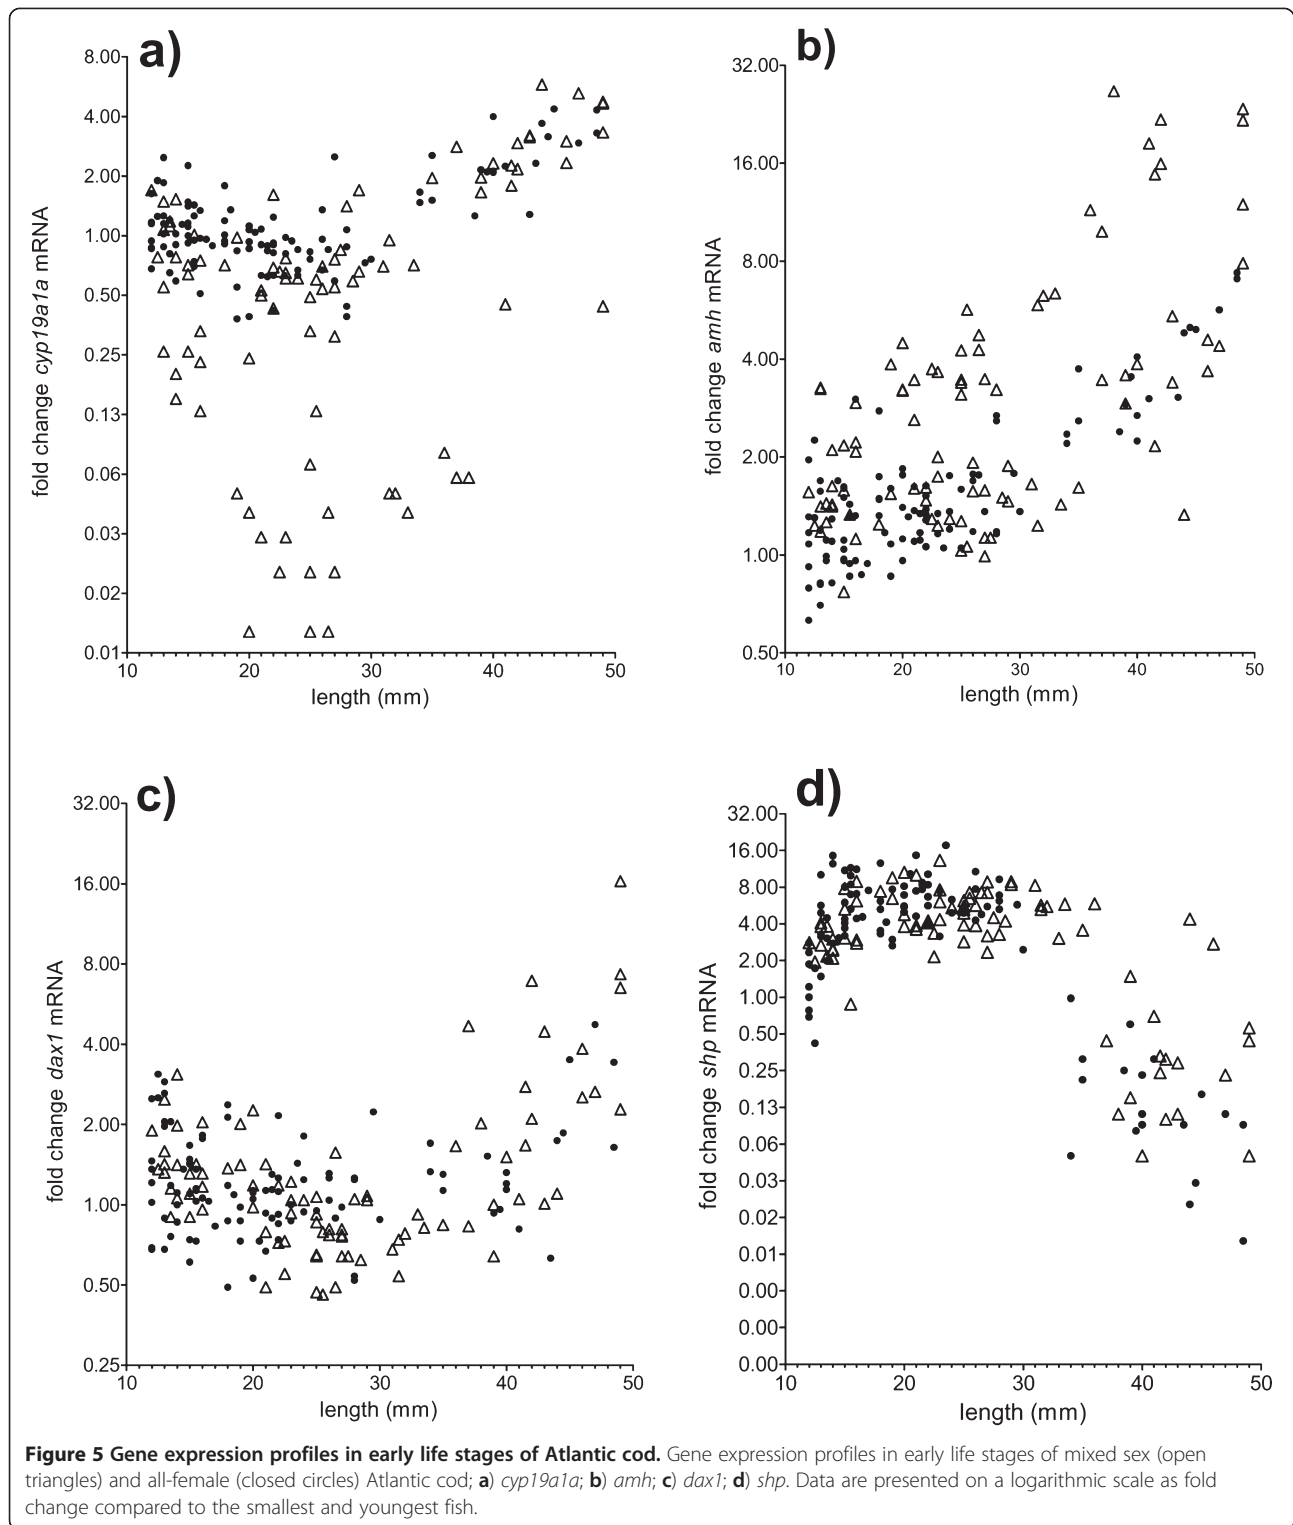 a)
8.00
4.00
2.00
1.00
0.50
0.25
0.13
0.06
0.03
0.02
0.01
fold change cyp19a1a mRNA
10 20 30 40 50
length (mm)
b)
32.00
16.00
8.00
4.00
2.00
1.00
0.50
fold change amh mRNA
10 20 30 40 50
length (mm)
c)
32.00
16.00
8.00
4.00
2.00
1.00
0.50
0.25
fold change dax1 mRNA
10 20 30 40 50
length (mm)
d)
32.00
16.00
8.00
4.00
2.00
1.00
0.50
0.25
0.13
0.06
0.03
0.02
0.01
0.00
0.00
0.00
fold change shp mRNA
10 20 30 40 50
length (mm)
Figure 5 Gene expression profiles in early life stages of Atlantic cod. Gene expression profiles in early life stages of mixed sex (open
triangles) and all-female (closed circles) Atlantic cod; a) cyp19a1a; b) amh; c) dax1; d) shp. Data are presented on a logarithmic scale as fold
change compared to the smallest and youngest fish.